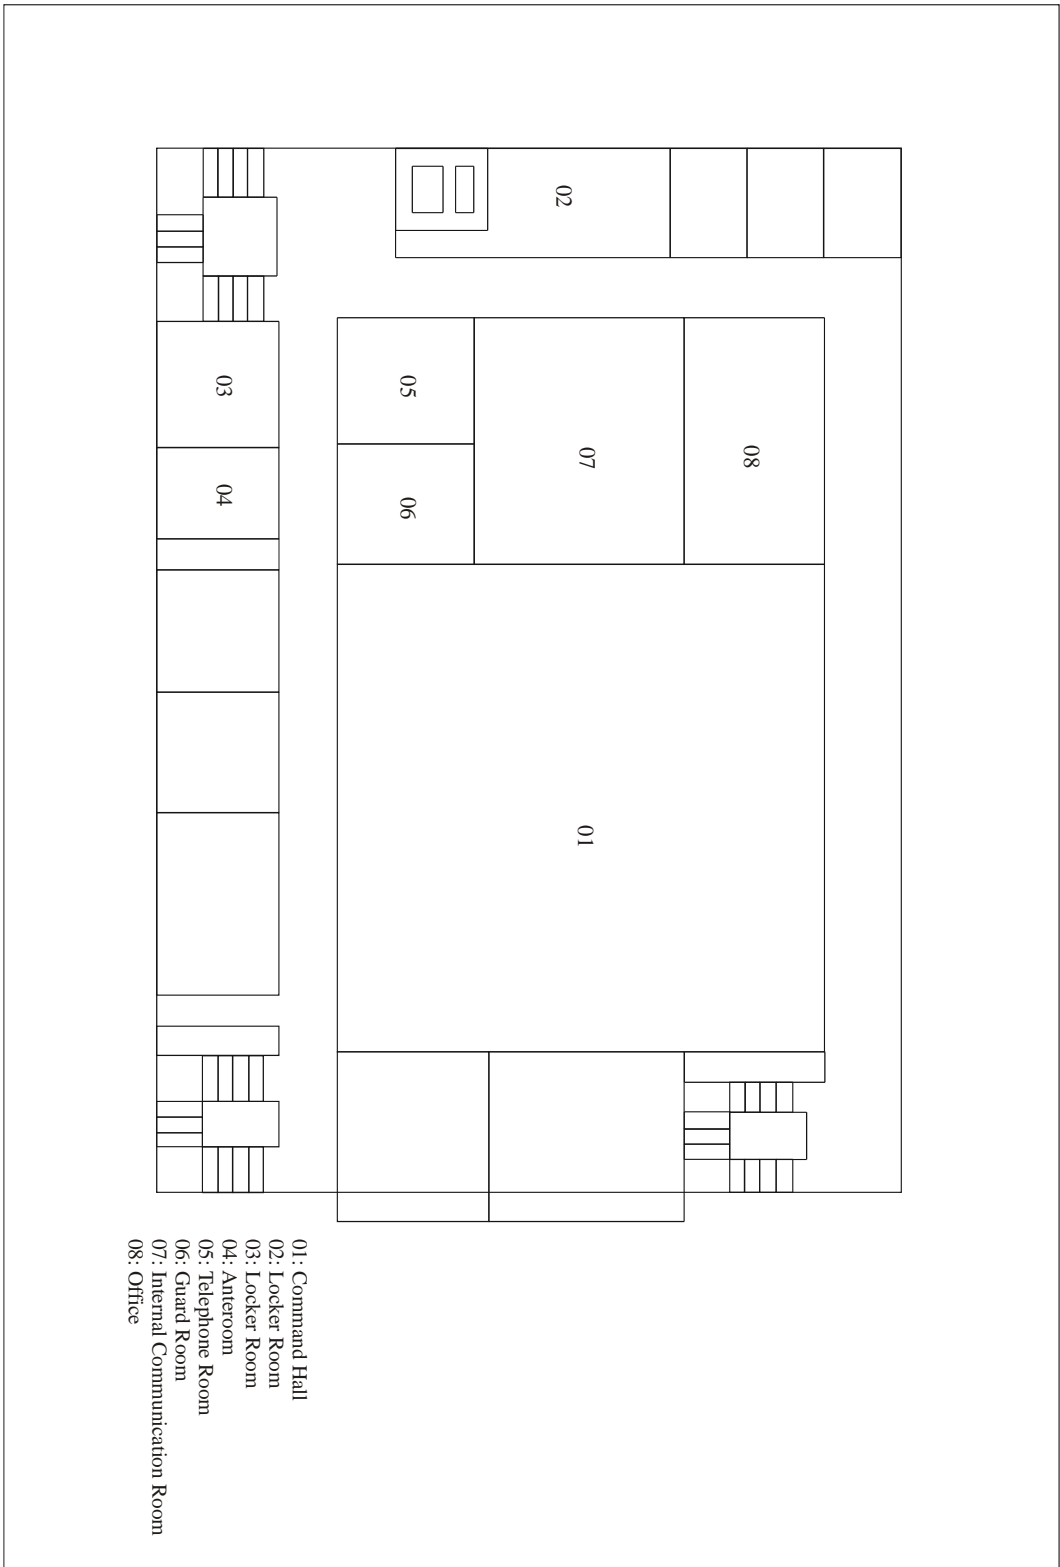 02
03
05
04
07
08
06
01
01: Command Hall
02: Locker Room
03: Locker Room
04: Anteroom
05: Telephone Room
06: Guard Room
07: Internal Communication Room
08: Office